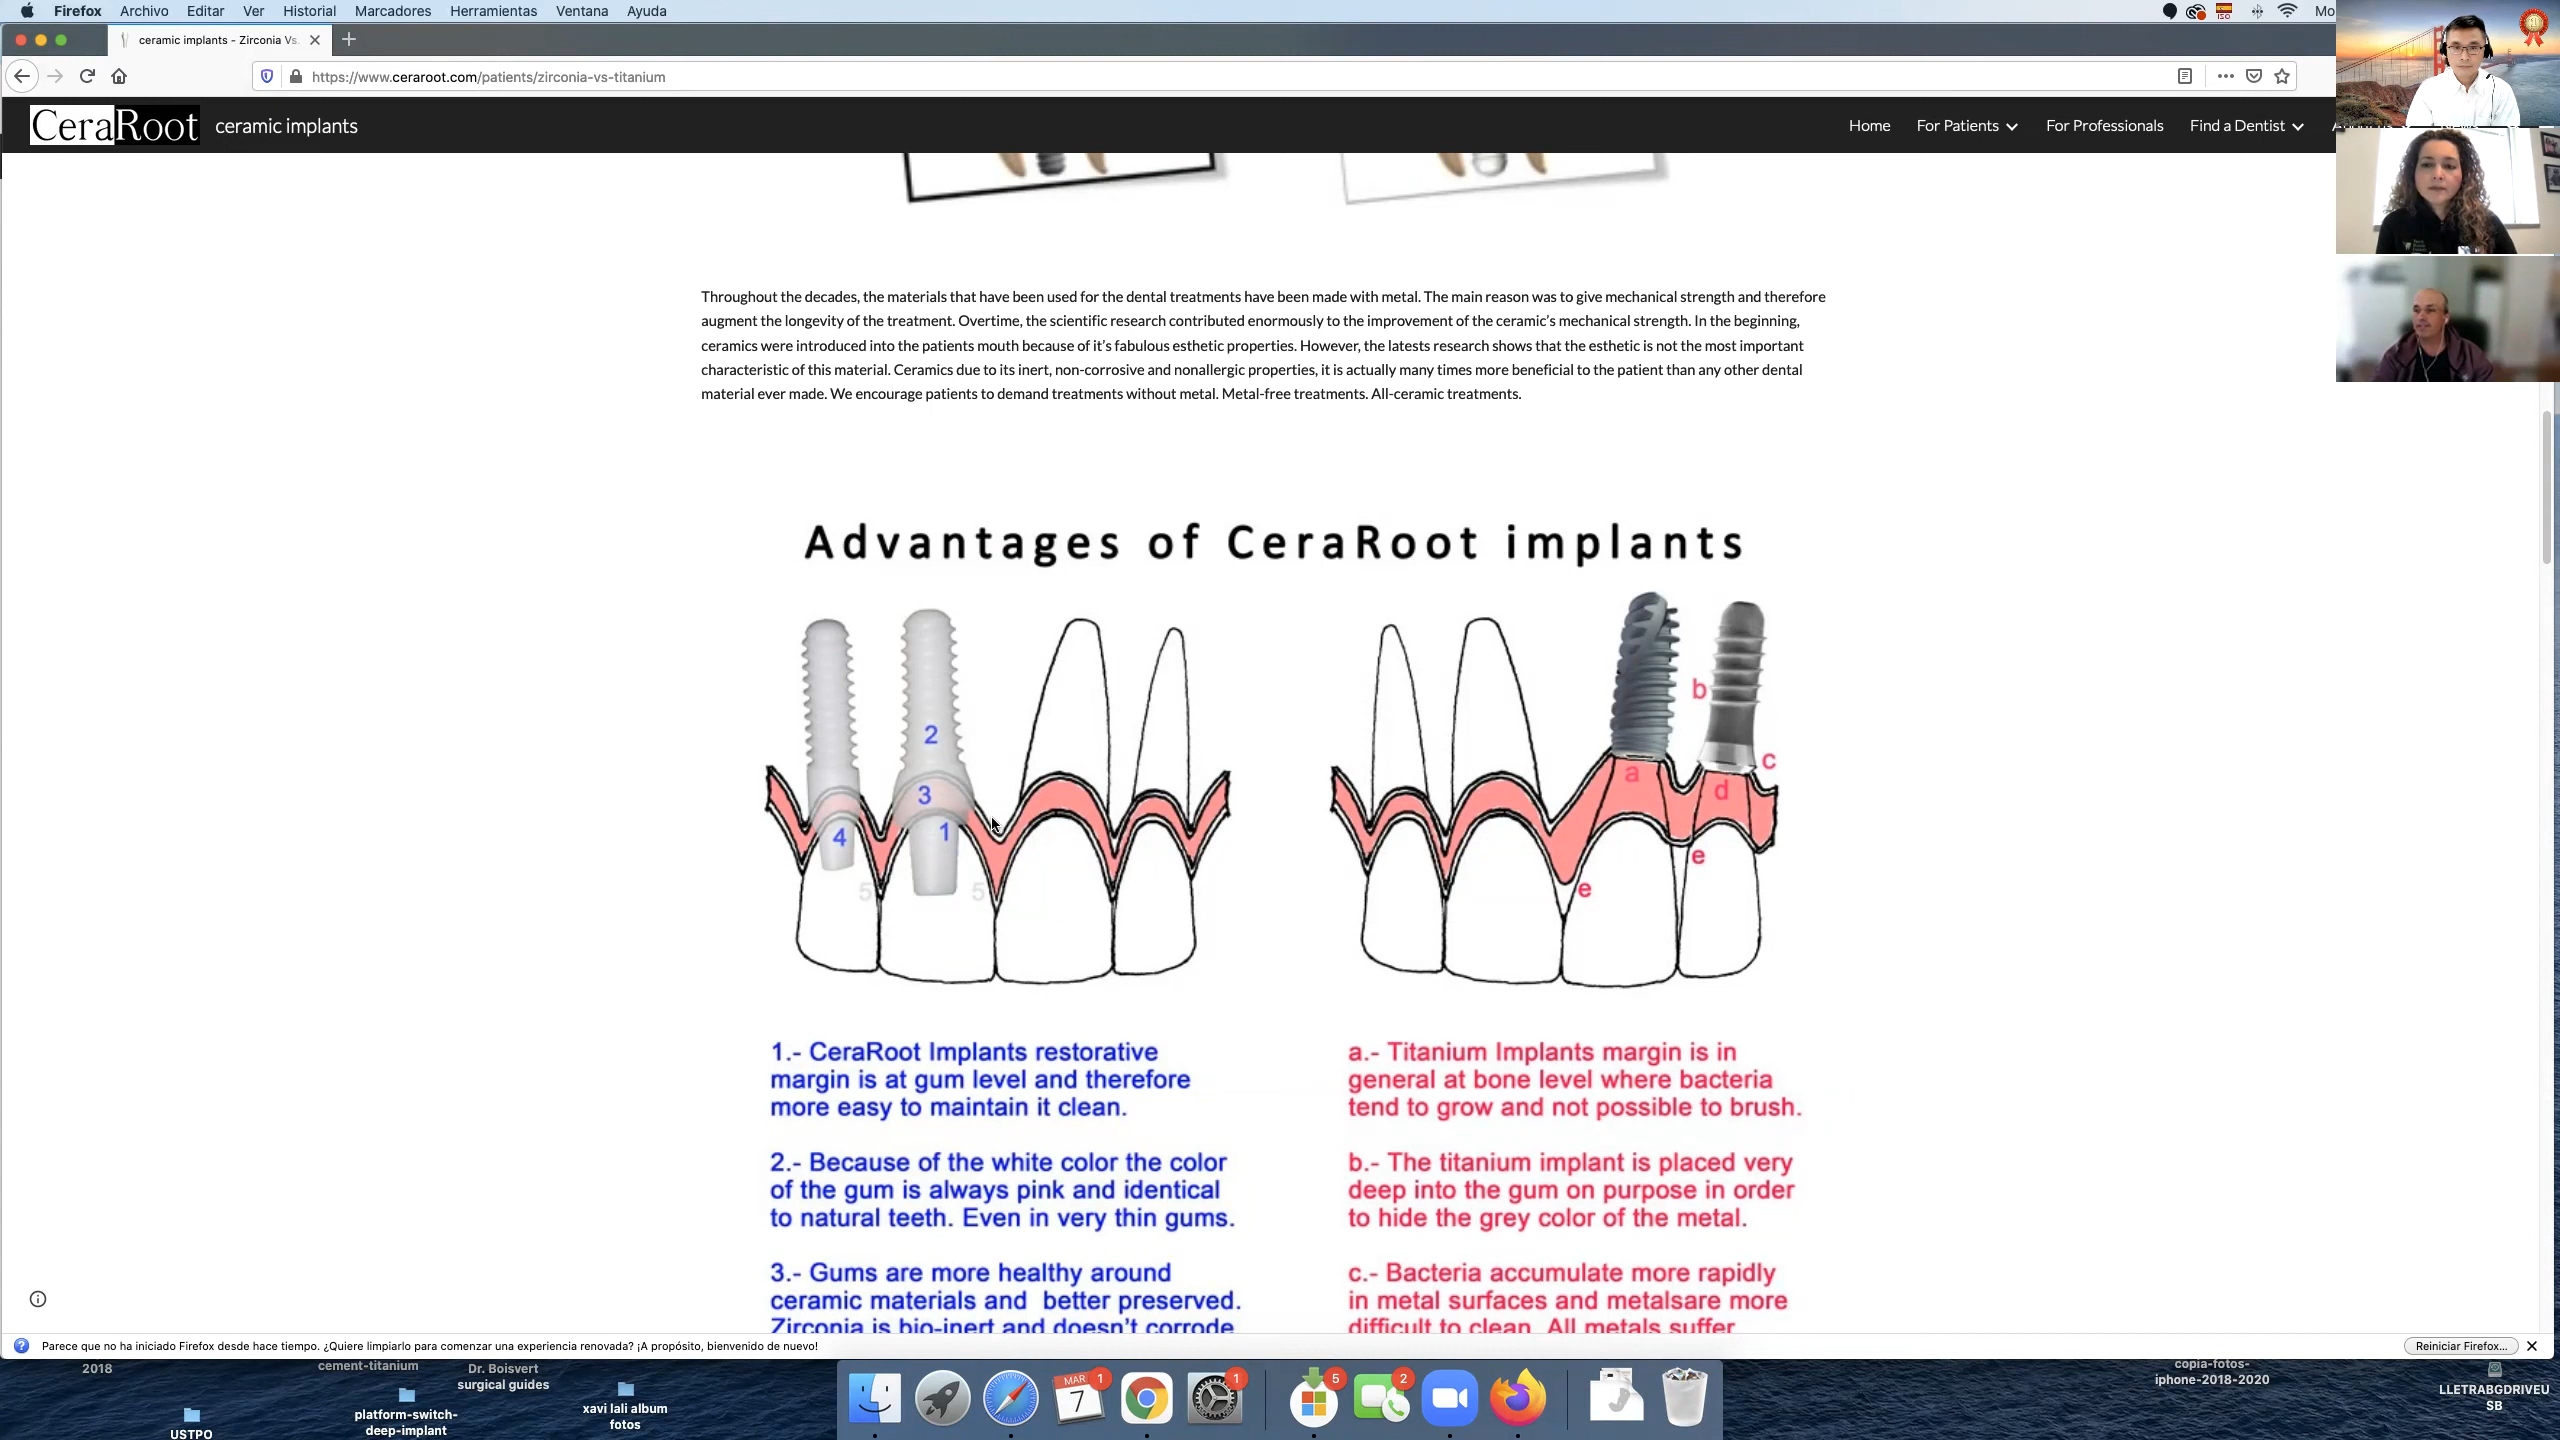 Firefox Archivo Editar Ver Historial Marcadores Herramientas Ventana Ayuda
ISO
Mo
ceramic implants - Zirconia Vs.
https://www.ceraroot.com/patients/zirconia-vs-titanium
CeraRoot ceramic implants
Home For Patients For Professionals Find a Dentist
Throughout the decades, the materials that have been used for the dental treatments have been made with metal. The main reason was to give mechanical strength and therefore
augment the longevity of the treatment. Overtime, the scientific research contributed enormously to the improvement of the ceramic's mechanical strength. In the beginning,
ceramics were introduced into the patients mouth because of it's fabulous esthetic properties. However, the latests research shows that the esthetic is not the most important
characteristic of this material. Ceramics due to its inert, non-corrosive and nonallergic properties, it is actually many times more beneficial to the patient than any other dental
material ever made. We encourage patients to demand treatments without metal. Metal-free treatments. All-ceramic treatments.
Advantages of CeraRoot implants
2
3
4
1
5
5
b
c
a
d
e
e
1.- CeraRoot Implants restorative
margin is at gum level and therefore
more easy to maintain it clean.
2.- Because of the white color the color
of the gum is always pink and identical
to natural teeth. Even in very thin gums.
3.- Gums are more healthy around
ceramic materials and better preserved.
Zirconia is bio-inert and doesn't corrode
a.- Titanium Implants margin is in
general at bone level where bacteria
tend to grow and not possible to brush.
b.- The titanium implant is placed very
deep into the gum on purpose in order
to hide the grey color of the metal.
c.- Bacteria accumulate more rapidly
in metal surfaces and metalsare more
difficult to clean. All metals suffer
Parece que no ha iniciado Firefox desde hace tiempo. ¿Quiere limpiarlo para comenzar una experiencia renovada? ¡A propósito, bienvenido de nuevo!
Reiniciar Firefox...
2018
cement-titanium
Dr. Boisvert
surgical guides
platform-switch-
deep-implant
xavi lali album
fotos
USTPO
MAR
7
1
1
5
2
copia-fotos-
iphone-2018-2020
LLETRABGDRIVEU
SB